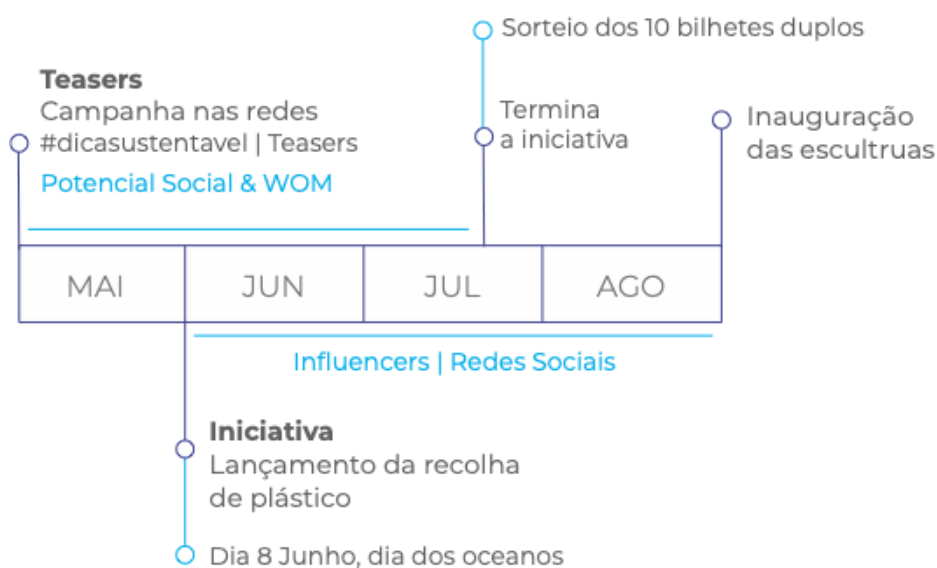 Sorteio dos 10 bilhetes duplos
Teasers
Campanha nas redes
#dicasustentavel | Teasers
Potencial Social & WOM
Termina
a iniciativa
Inauguração
das escultruas
MAI
JUN
JUL
AGO
Influencers | Redes Sociais
Iniciativa
Lançamento da recolha
de plástico
Dia 8 Junho, dia dos oceanos